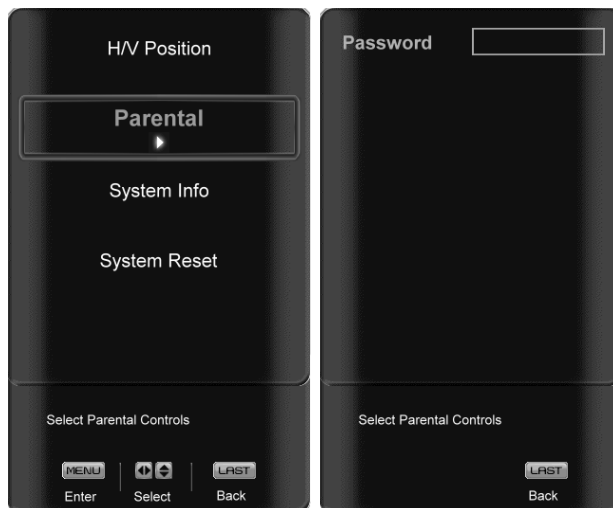 H/V Position
Parental
System Info
System Reset
Select Parental Controls
MENU LAST
Enter Select Back
Password
Select Parental Controls
LAST
Back